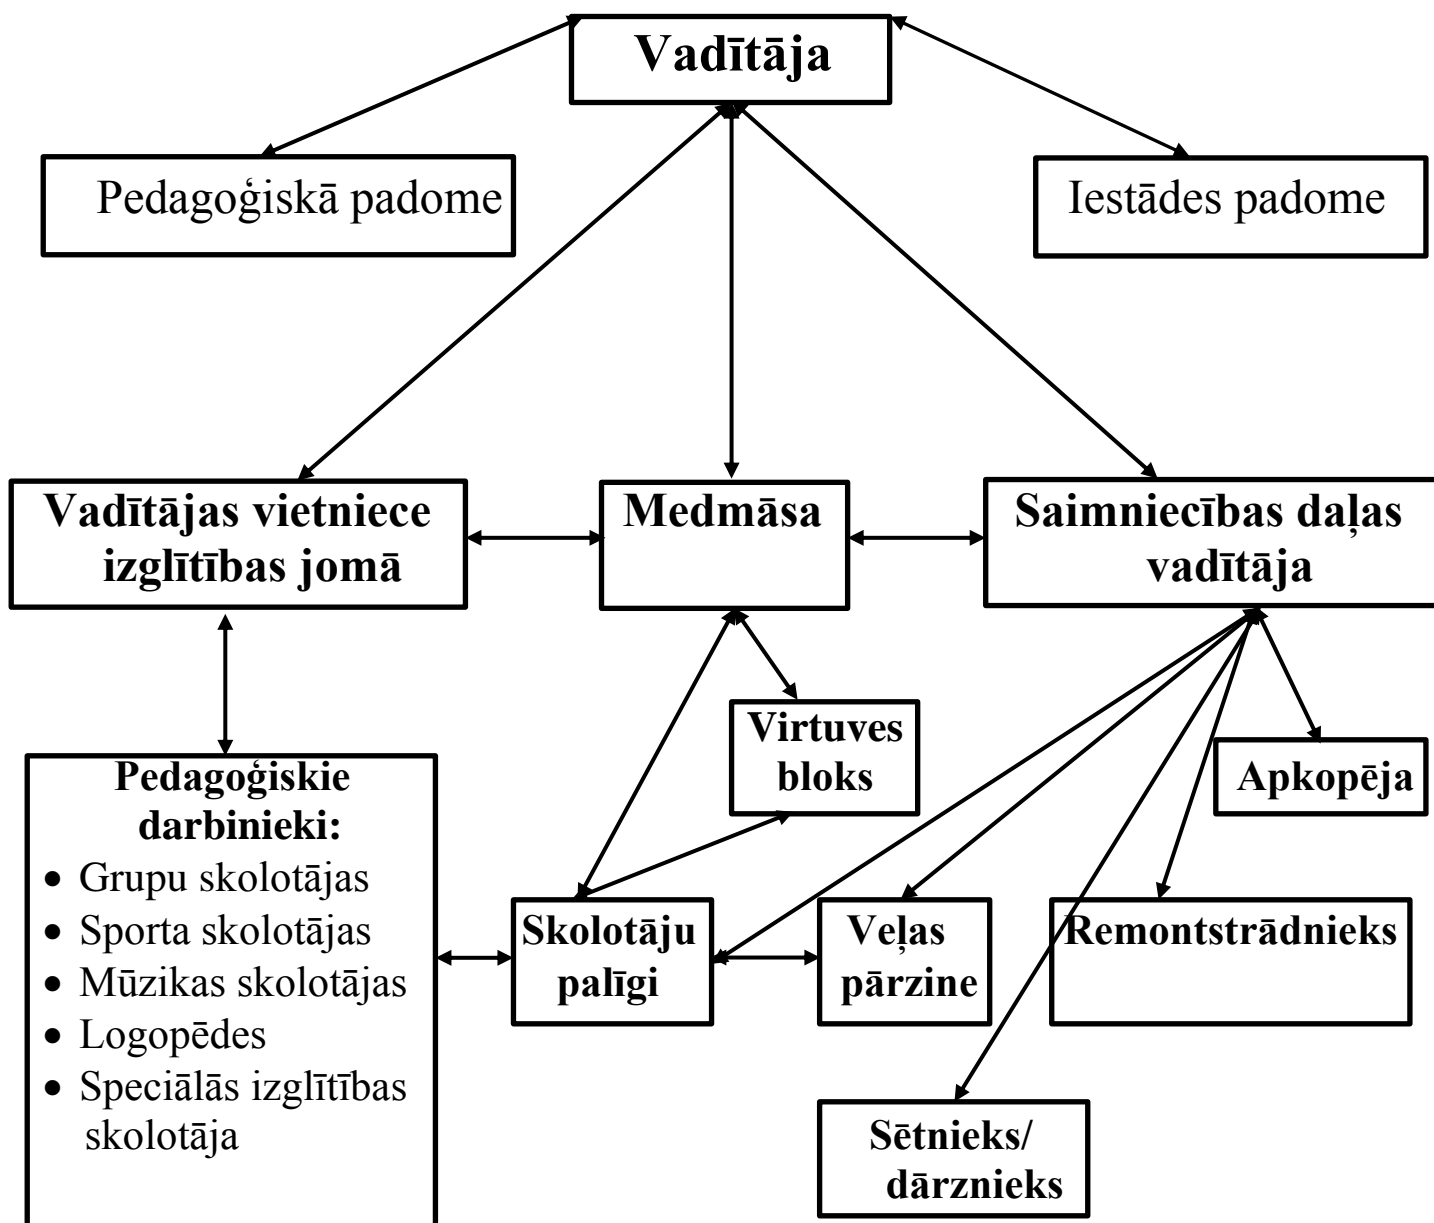 Vadītāja
Pedagoģiskā padome
Iestādes padome
Vadītājas vietniece
izglītības jomā
Medmāsa
Saimniecības daļas
vadītāja
Virtuves
bloks
Apkopēja
Pedagoģiskie
darbinieki:
• Grupu skolotājas
• Sporta skolotājas
• Mūzikas skolotājas
• Logopēdes
• Speciālās izglītības
skolotāja
Skolotāju
palīgi
Veļas
pārzine
Remontstrādnieks
Sētnieks/
dārznieks